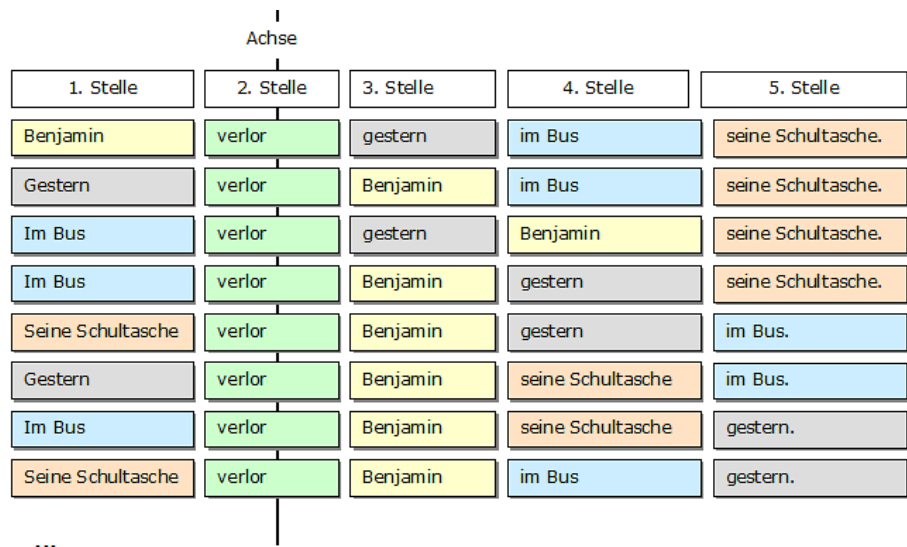 Achse
1. Stelle 2. Stelle 3. Stelle 4. Stelle 5. Stelle
Benjamin verlor gestern im Bus seine Schultasche.
Gestern verlor Benjamin im Bus seine Schultasche.
Im Bus verlor gestern Benjamin seine Schultasche.
Im Bus verlor Benjamin gestern seine Schultasche.
Seine Schultasche verlor Benjamin gestern im Bus.
Gestern verlor Benjamin seine Schultasche im Bus.
Im Bus verlor Benjamin seine Schultasche gestern.
Seine Schultasche verlor Benjamin im Bus gestern.
...